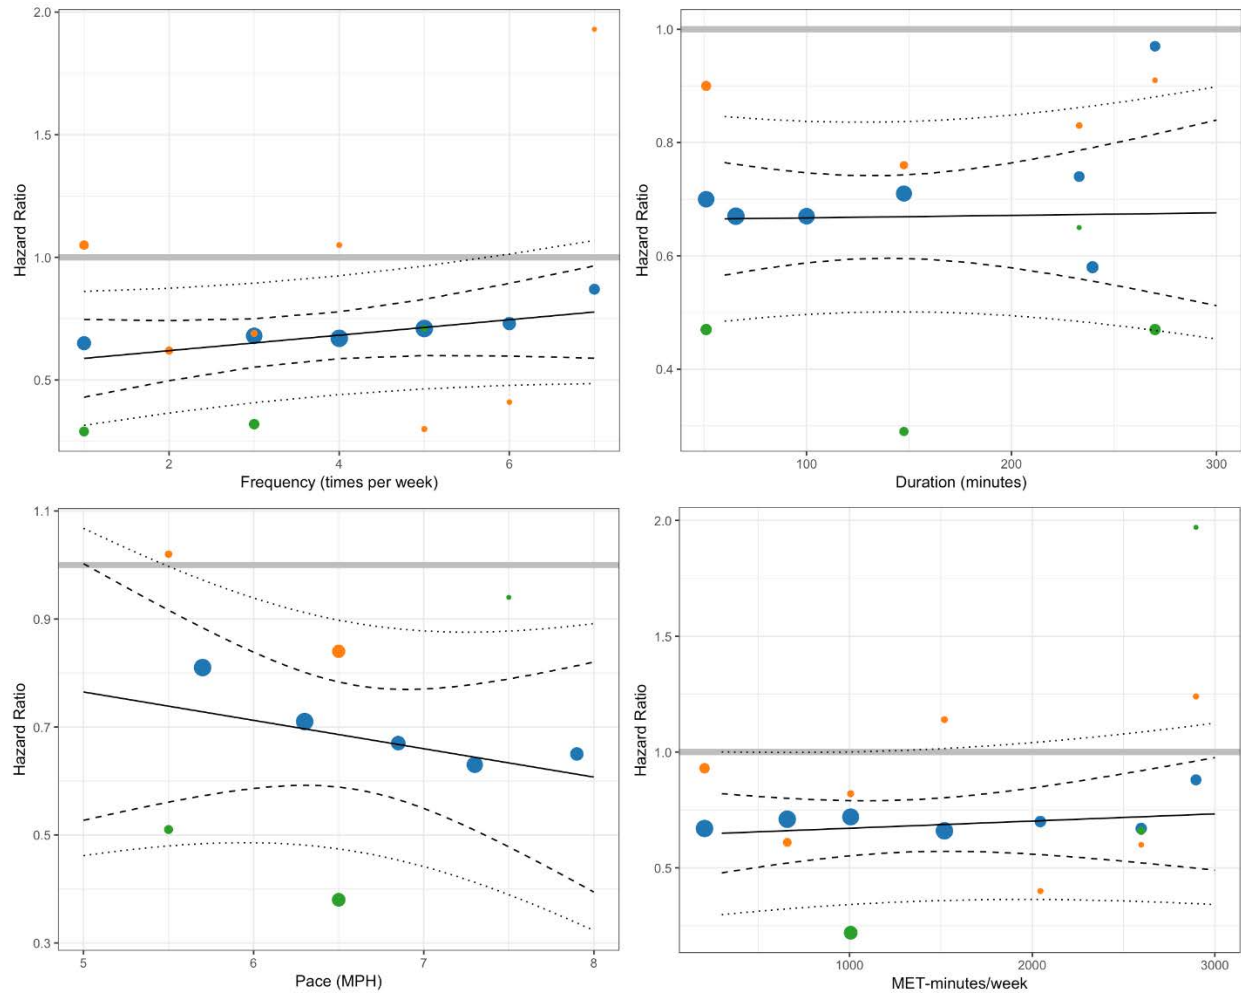 2.0
1.5
1.0
0.5
Hazard Ratio
2 4 6
Frequency (times per week)
1.0
0.8
0.6
0.4
Hazard Ratio
100 200 300
Duration (minutes)
1.1
1.0
0.9
0.7
0.5
0.3
Hazard Ratio
5 6 7 8
Pace (MPH)
2.0
1.5
1.0
0.5
Hazard Ratio
1000 2000 3000
MET-minutes/week